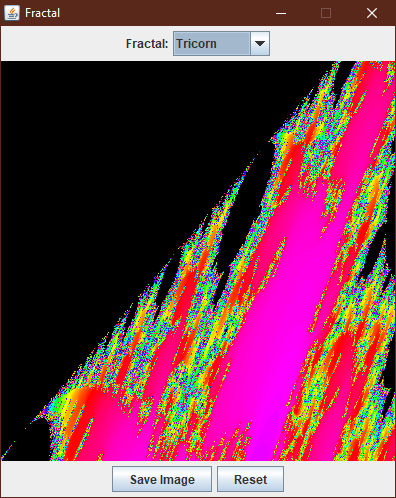 Fractal
Fractal: Tricorn
Save Image Reset